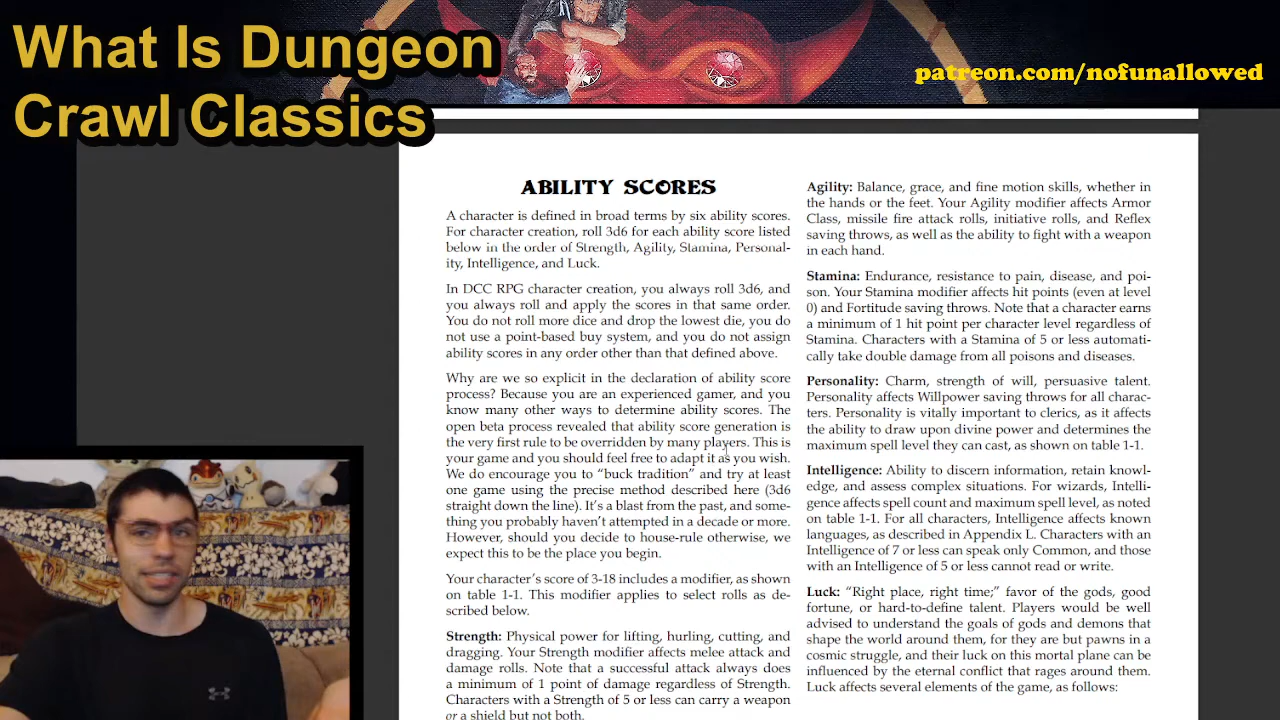 What Is Dungeon
Crawl Classics
patreon.com/nofunallowed
ABILITY SCORES
A character is defined in broad terms by six ability scores.
For character creation, roll 3d6 for each ability score listed
below in the order of Strength, Agility, Stamina, Personal-
ity, Intelligence, and Luck.
In DCC RPG character creation, you always roll 3d6, and
you always roll and apply the scores in that same order.
You do not roll more dice and drop the lowest die, you do
not use a point-based buy system, and you do not assign
ability scores in any order other than that defined above.
Why are we so explicit in the declaration of ability score
process? Because you are an experienced gamer, and you
know many other ways to determine ability scores. The
open beta process revealed that ability score generation is
the very first rule to be overridden by many players. This is
your game and you should feel free to adapt it as you wish.
We do encourage you to “buck tradition” and try at least
one game using the precise method described here (3d6
straight down the line). It’s a blast from the past, and some-
thing you probably haven’t attempted in a decade or more.
However, should you decide to house-rule otherwise, we
expect this to be the place you begin.
Your character’s score of 3-18 includes a modifier, as shown
on table 1-1. This modifier applies to select rolls as de-
scribed below.
Strength: Physical power for lifting, hurling, cutting, and
dragging. Your Strength modifier affects melee attack and
damage rolls. Note that a successful attack always does
a minimum of 1 point of damage regardless of Strength.
Characters with a Strength of 5 or less can carry a weapon
or a shield but not both.
Agility: Balance, grace, and fine motion skills, whether in
the hands or the feet. Your Agility modifier affects Armor
Class, missile fire attack rolls, initiative rolls, and Reflex
saving throws, as well as the ability to fight with a weapon
in each hand.
Stamina: Endurance, resistance to pain, disease, and poi-
son. Your Stamina modifier affects hit points (even at level
0) and Fortitude saving throws. Note that a character earns
a minimum of 1 hit point per character level regardless of
Stamina. Characters with a Stamina of 5 or less automati-
cally take double damage from all poisons and diseases.
Personality: Charm, strength of will, persuasive talent.
Personality affects Willpower saving throws for all charac-
ters. Personality is vitally important to clerics, as it affects
the ability to draw upon divine power and determines the
maximum spell level they can cast, as shown on table 1-1.
Intelligence: Ability to discern information, retain knowl-
edge, and assess complex situations. For wizards, Intelli-
gence affects spell count and maximum spell level, as noted
on table 1-1. For all characters, Intelligence affects known
languages, as described in Appendix L. Characters with an
Intelligence of 7 or less can speak only Common, and those
with an Intelligence of 5 or less cannot read or write.
Luck: “Right place, right time;” favor of the gods, good
fortune, or hard-to-define talent. Players would be well
advised to understand the goals of gods and demons that
shape the world around them, for they are but pawns in a
cosmic struggle, and their luck on this mortal plane can be
influenced by the eternal conflict that rages around them.
Luck affects several elements of the game, as follows: